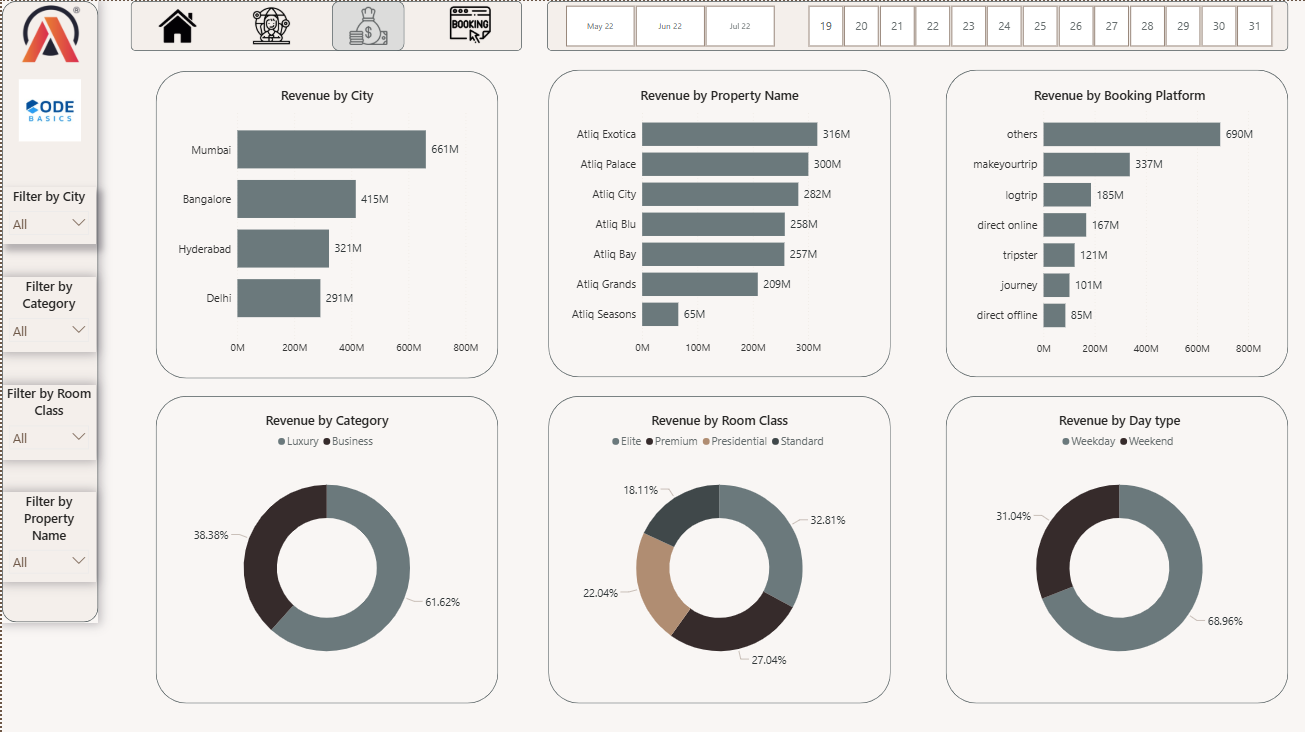 ®
CODE
BASICS
Filter by City
All
Filter by
Category
All
Filter by Room
Class
All
Filter by
Property
Name
All
BOOKING
May 22
Jun 22
Jul 22
19 20 21 22 23 24 25 26 27 28 29 30 31
Revenue by City
Mumbai 661M
Bangalore 415M
Hyderabad 321M
Delhi 291M
0M 200M 400M 600M 800M
Revenue by Property Name
Atliq Exotica 316M
Atliq Palace 300M
Atliq City 282M
Atliq Blu 258M
Atliq Bay 257M
Atliq Grands 209M
Atliq Seasons 65M
0M 100M 200M 300M
Revenue by Booking Platform
others 690M
makeyourtrip 337M
logtrip 185M
direct online 167M
tripster 121M
journey 101M
direct offline 85M
0M 200M 400M 600M 800M
Revenue by Category
Luxury Business
38.38%
61.62%
Revenue by Room Class
Elite Premium Presidential Standard
18.11%
32.81%
22.04%
27.04%
Revenue by Day type
Weekday Weekend
31.04%
68.96%